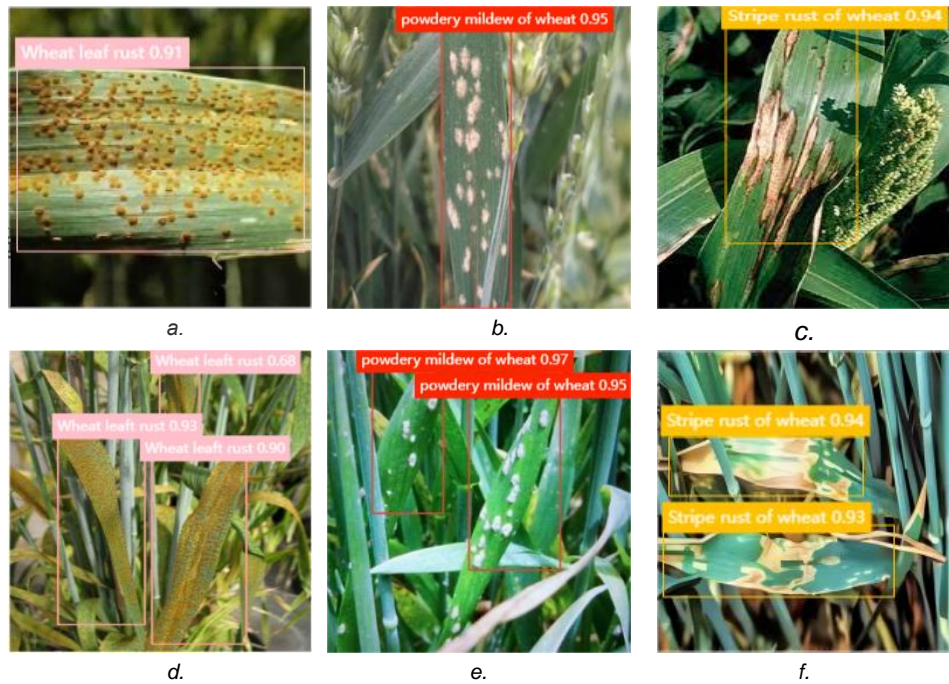 Wheat leaf rust 0.91
powdery mildew of wheat 0.95
Stripe rust of wheat 0.94
a.
b.
c.
Wheat leaft rust 0.68
Wheat leaft rust 0.93
Wheat leaft rust 0.90
powdery mildew of wheat 0.97
powdery mildew of wheat 0.95
Stripe rust of wheat 0.94
Stripe rust of wheat 0.93
d.
e.
f.